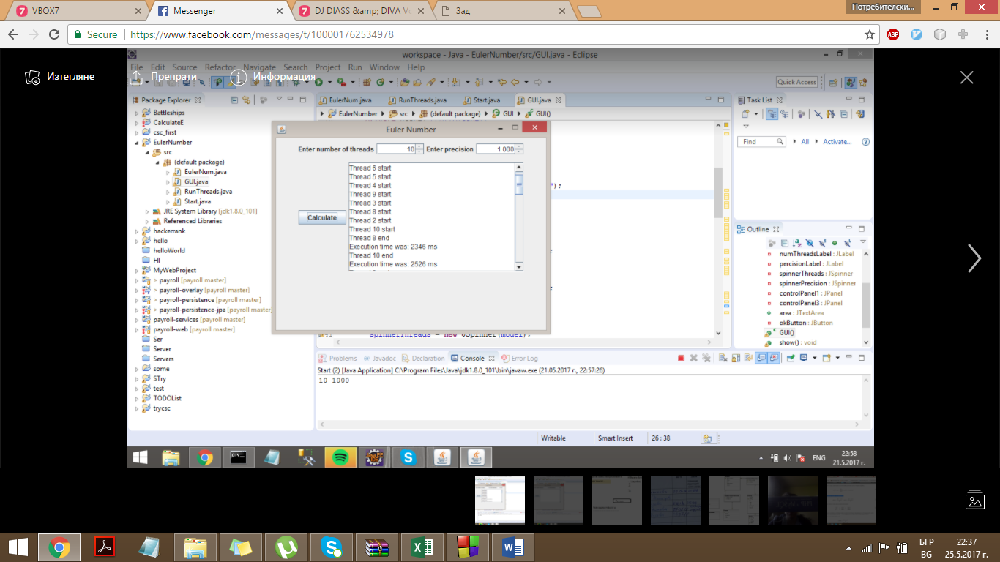 VBOX7
Messenger
DJ DIASS &amp; DIVA Vo
Зад
Потребителски...
Secure
https://www.facebook.com/messages/t/100001762534978
ABP
workspace - Java - EulerNumber/src/GUI.java - Eclipse
File Edit Source Refactor Navigate Search Project Run Window Help
Изтегляне
Препрати
Информация
Quick Access
Package Explorer
EulerNum.java
RunThreads.java
Start.java
GUI.java
Task List
EulerNumber
src
(default package)
GUI
GUI()
Battleships
CalculateE
csc_first
EulerNumber
src
(default package)
EulerNum.java
GUI.java
RunThreads.java
Start.java
JRE System Library [jdk1.8.0_101]
Referenced Libraries
hackerrank
hello
helloWorld
HI
MyWebProject
> payroll [payroll master]
> payroll-overlay [payroll master]
> payroll-persistence [payroll master]
> payroll-persistence-jpa [payroll master]
payroll-services [payroll master]
payroll-web [payroll master]
Ser
Server
Servers
some
STry
test
TODOList
trycsc
Euler Number
Enter number of threads 10 Enter precision 1 000
Calculate
Thread 6 start
Thread 5 start
Thread 4 start
Thread 9 start
Thread 3 start
Thread 8 start
Thread 2 start
Thread 10 start
Thread 8 end
Execution time was: 2346 ms
Thread 10 end
Execution time was: 2526 ms
");
spinnerThreads = new JSpinner(model);
Find
All
Activate...
Outline
numThreadsLabel : JLabel
percisionLabel : JLabel
spinnerThreads : JSpinner
spinnerPrecision : JSpinner
controlPanel1 : JPanel
controlPanel3 : JPanel
area : JTextArea
okButton : JButton
GUI()
show() : void
Problems
Javadoc
Declaration
Console
Error Log
Start (2) [Java Application] C:\Program Files\Java\jdk1.8.0_101\bin\javaw.exe (21.05.2017 г., 22:57:26)
10 1000
Writable
Smart Insert
26 : 38
ENG
22:58
21.5.2017 г.
БГР
BG
22:37
25.5.2017 г.